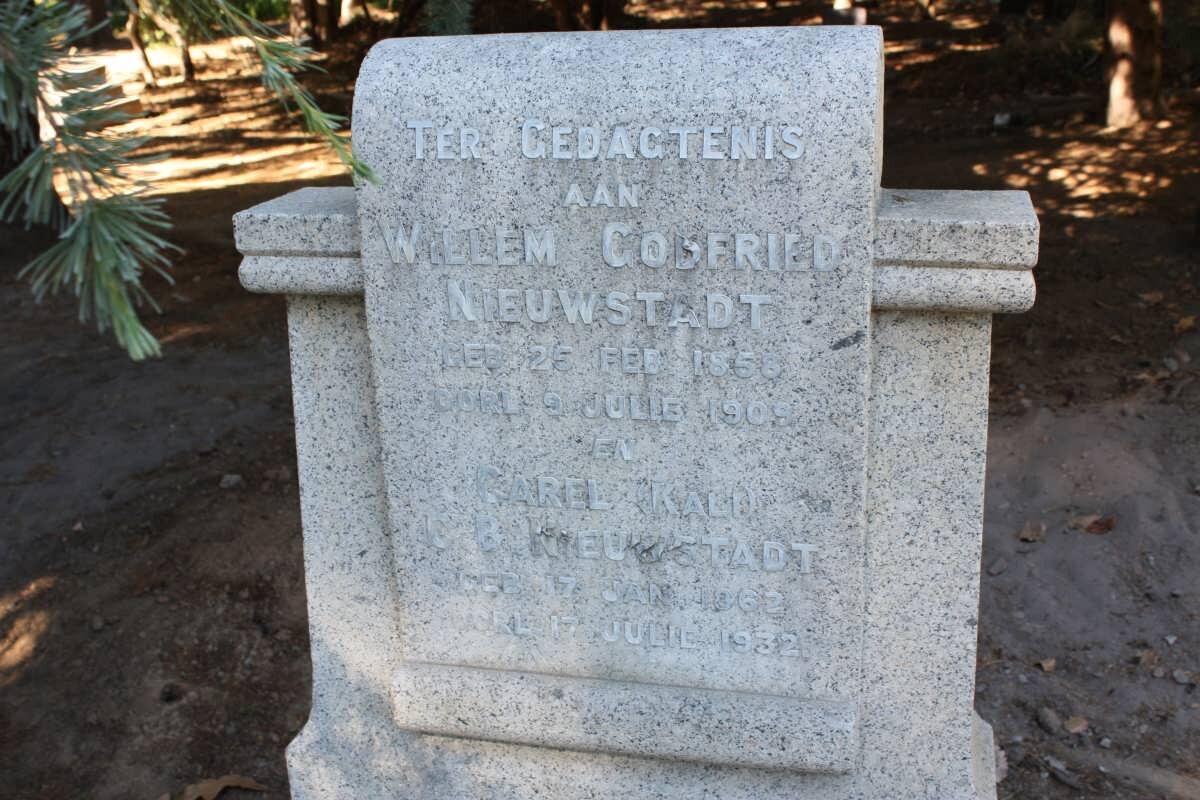 TER GEDAGTENIS
AAN
WILLEM GODFRIED
NIEUWSTADT
GEB 25 FEB 1858
OORL 9 JULIE 1909
EN
CAREL (KALI)
C B NIEUWSTADT
GEB 17 JAN 1862
OORL 17 JULIE 1932